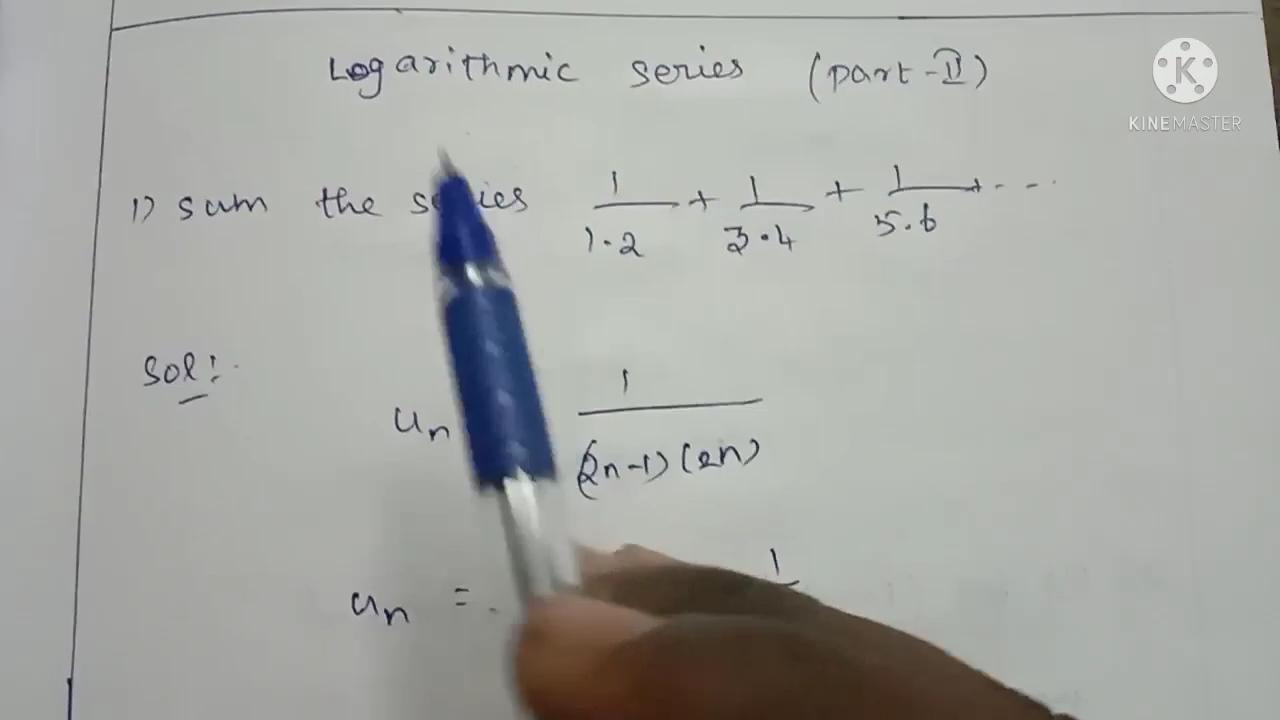 Logarithmic series (part-II)
K
KINEMASTER
1) sum the series 1/1.2 + 1/3.4 + 1/5.6 + ...
Sol:
un 1/(2n-1)(2n)
un = 1